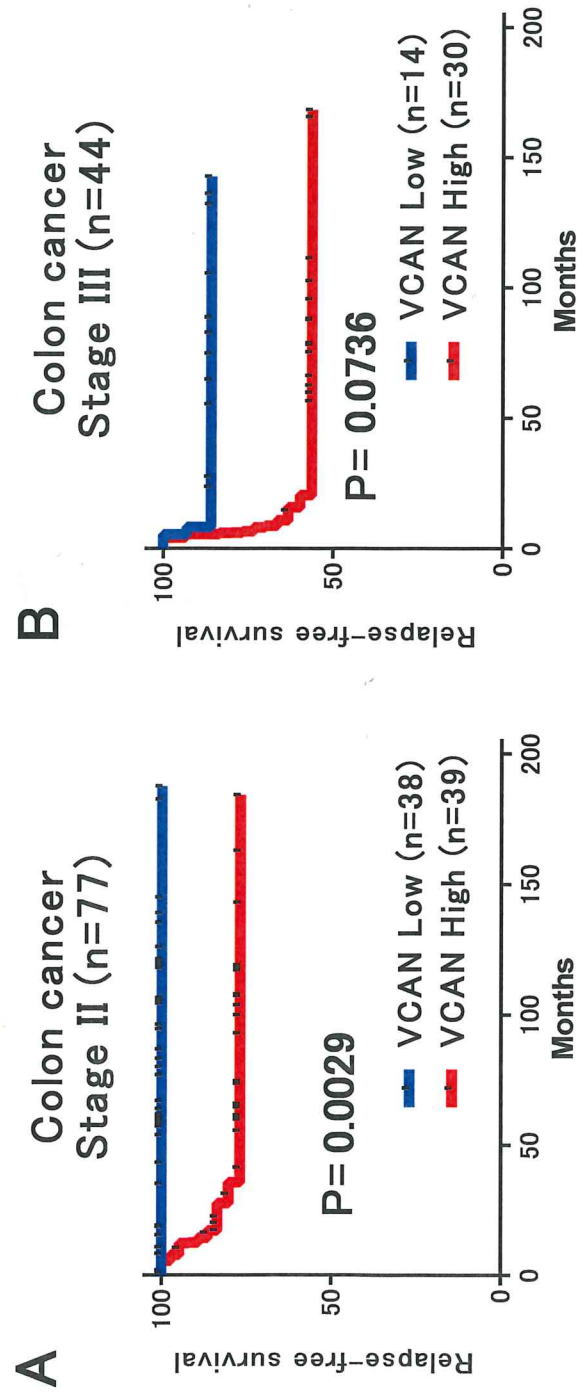 A
Colon cancer
Stage II (n=77)
Relapse-free survival
100
50
0
P= 0.0029
VCAN Low (n=38)
VCAN High (n=39)
0
50
100
150
200
Months
B
Colon cancer
Stage III (n=44)
Relapse-free survival
100
50
0
P= 0.0736
VCAN Low (n=14)
VCAN High (n=30)
0
50
100
150
200
Months